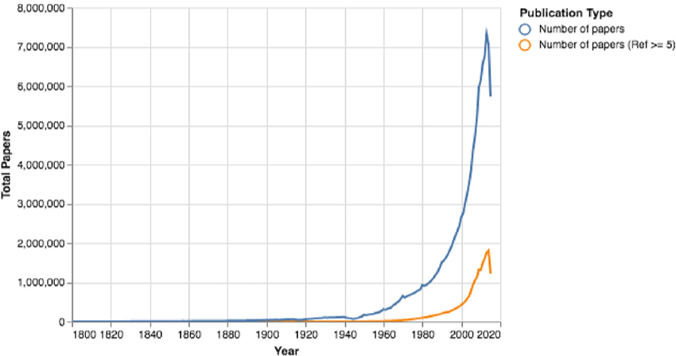 8,000,000
7,000,000
6,000,000
5,000,000
4,000,000
3,000,000
2,000,000
1,000,000
0
Total Papers
1800 1820 1840 1860 1880 1900 1920 1940 1960 1980 2000 2020
Year
Publication Type
Number of papers
Number of papers (Ref >= 5)